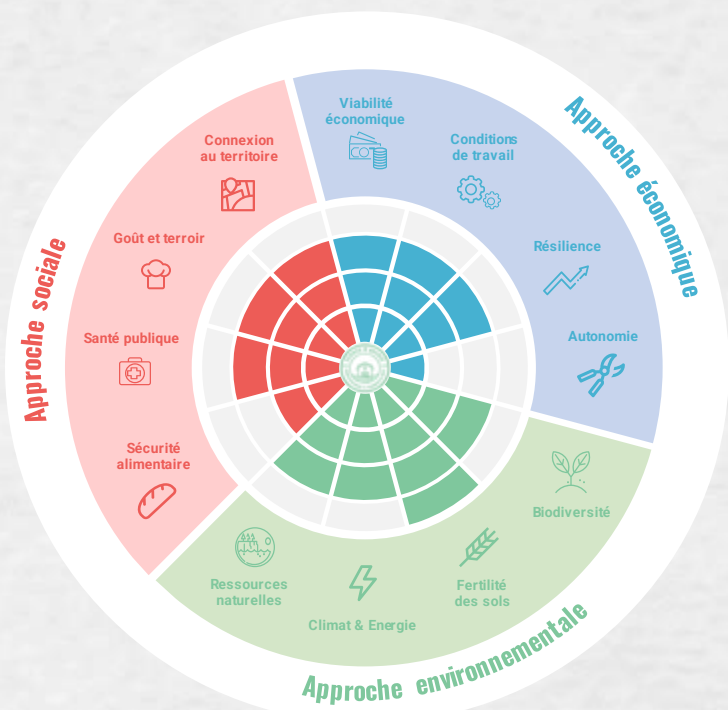 Approche sociale
Connexion
au territoire
Goût et terroir
Santé publique
Sécurité
alimentaire
Approche économique
Viabilité
économique
Conditions
de travail
Résilience
Autonomie
Approche environnementale
Biodiversité
Fertilité
des sols
Climat & Energie
Ressources
naturelles